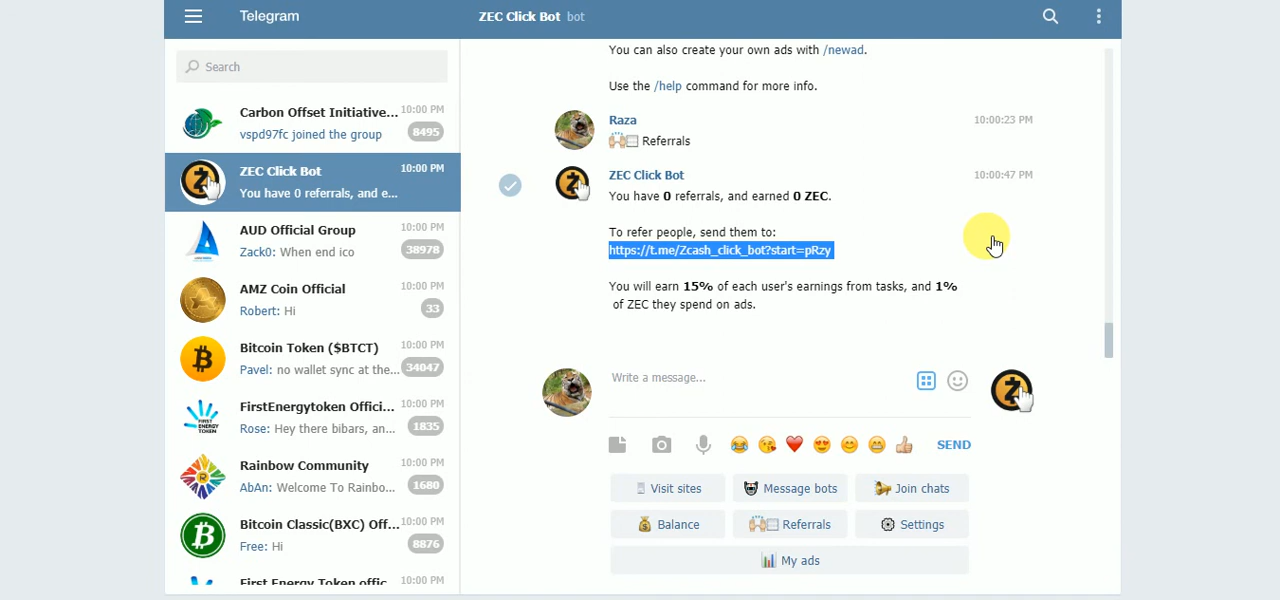 Telegram
ZEC Click Bot bot
Search
Carbon Offset Initiative... 10:00 PM
vspd97fc joined the group 8495
ZEC Click Bot 10:00 PM
You have 0 referrals, and e...
AUD Official Group 10:00 PM
Zack0: When end ico 38978
AMZ Coin Official 10:00 PM
Robert: Hi 33
Bitcoin Token ($BTCT) 10:00 PM
Pavel: no wallet sync at the... 34047
FirstEnergytoken Offici... 10:00 PM
Rose: Hey there bibars, an... 1835
Rainbow Community 10:00 PM
AbAn: Welcome To Rainbo... 1680
Bitcoin Classic(BXC) Off... 10:00 PM
Free: Hi 8876
First Energy Token offic 10:00 PM
You can also create your own ads with /newad.
Use the /help command for more info.
Raza 10:00:23 PM
Referrals
ZEC Click Bot 10:00:47 PM
You have 0 referrals, and earned 0 ZEC.
To refer people, send them to:
https://t.me/Zcash_click_bot?start=pRzy
You will earn 15% of each user's earnings from tasks, and 1%
of ZEC they spend on ads.
Write a message...
SEND
Visit sites Message bots Join chats
Balance Referrals Settings
My ads